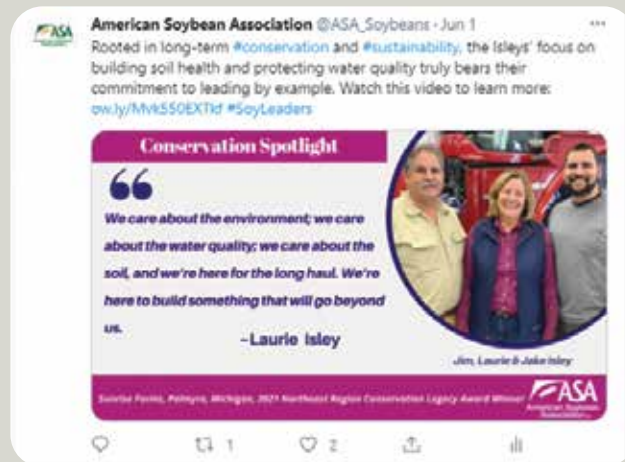 American Soybean Association @ASA_Soybeans · Jun 1
Rooted in long-term #conservation and #sustainability, the Isleys' focus on
building soil health and protecting water quality truly bears their
commitment to leading by example. Watch this video to learn more:
#SoyLeaders
Conservation Spotlight
“
We care about the environment; we care
about the water quality; we care about the
soil, and we're here for the long haul. We're
here to build something that will go beyond
us.
~Laurie Isley
Jim, Laurie & Jake Isley
Sunrise Farms, Palmyra, Michigan, 2021 Northeast Region Conservation Legacy Award Winner
ASA
American Soybean
Association
1
2